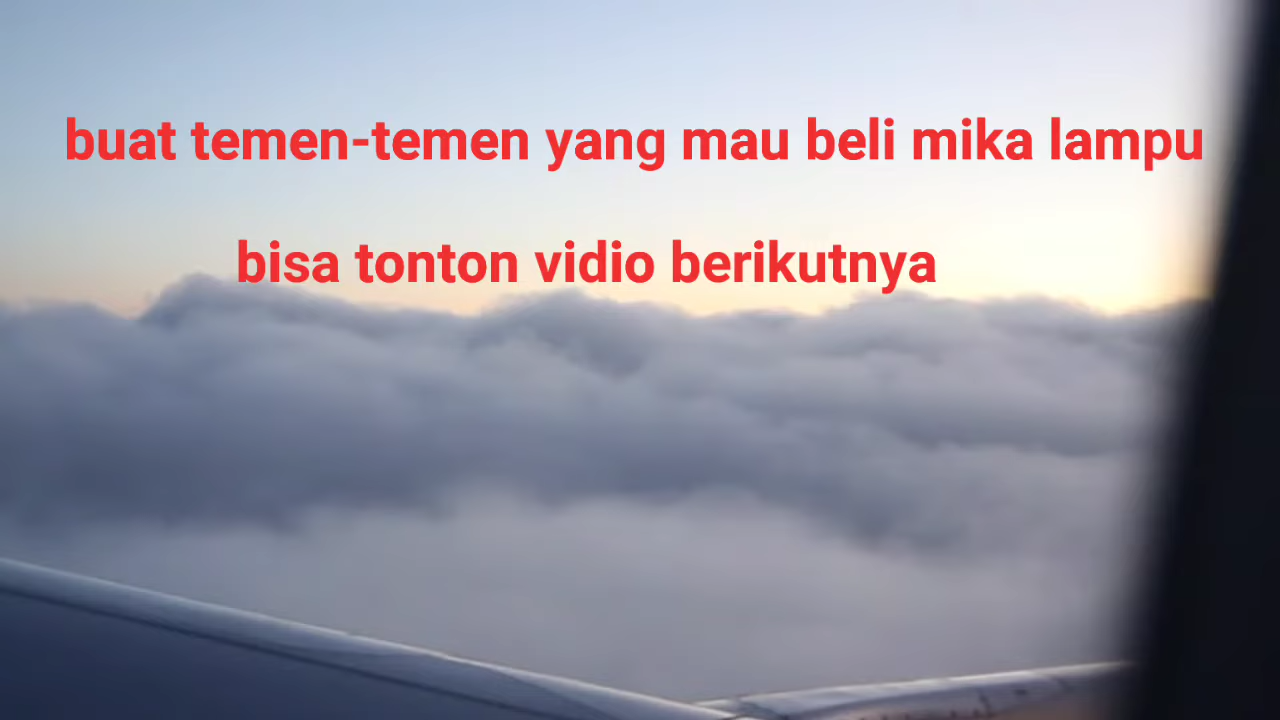 buat temen-temen yang mau beli mika lampu
bisa tonton vidio berikutnya